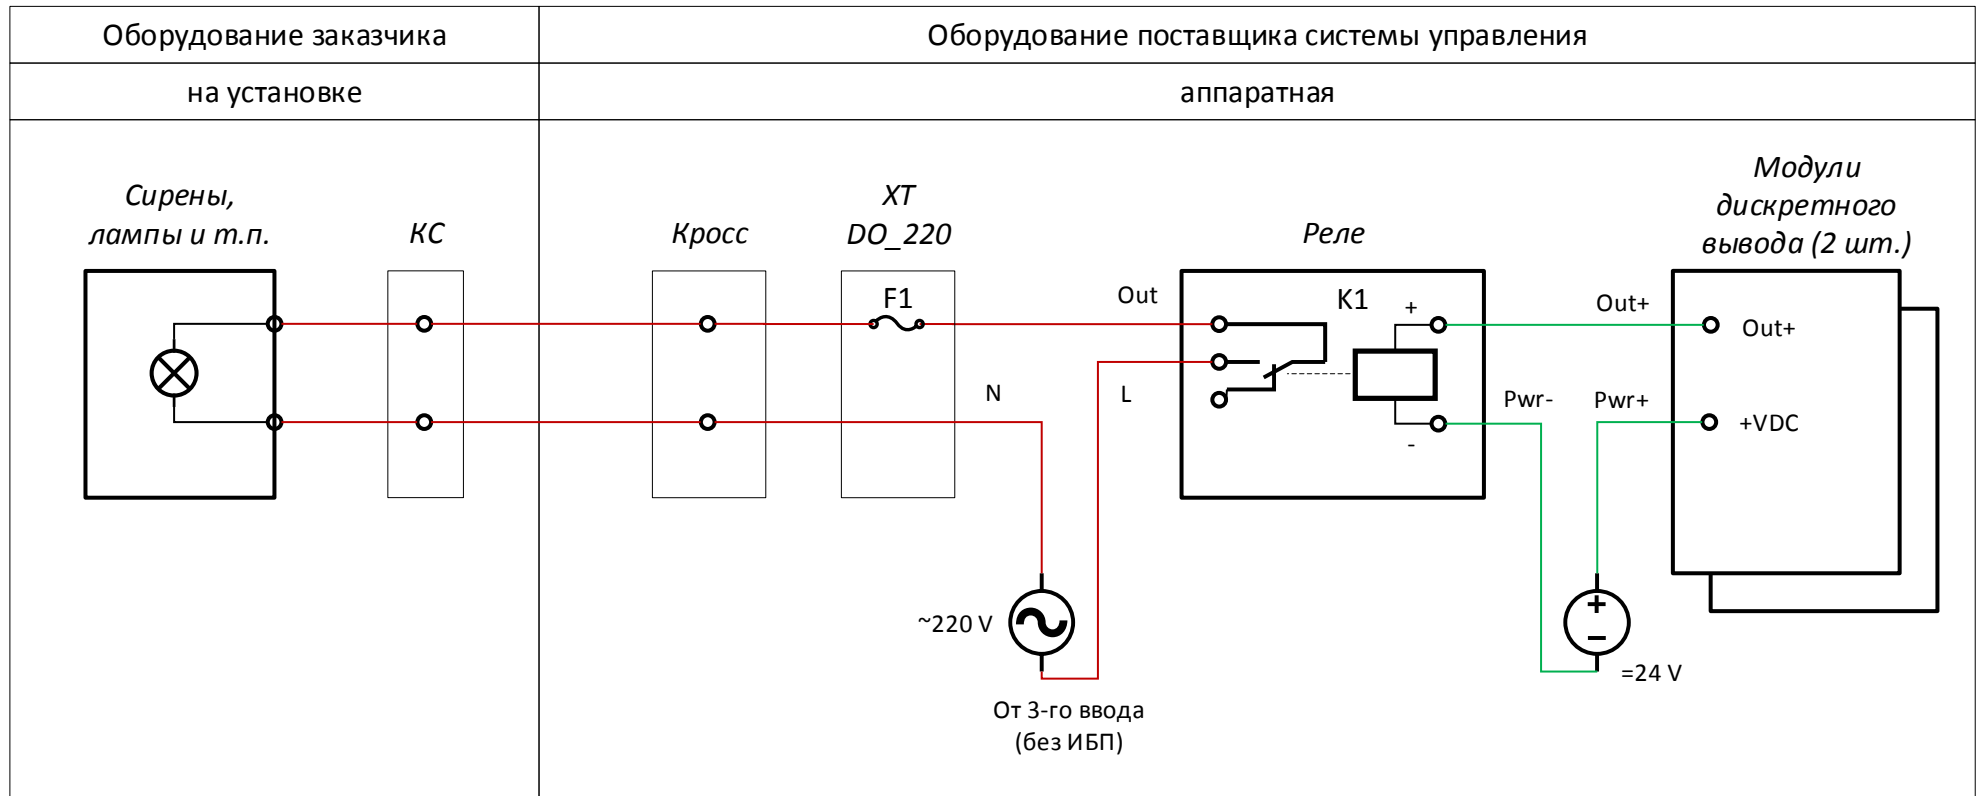 Оборудование заказчика
Оборудование поставщика системы управления
на установке
аппаратная
Сирены,
лампы и т.п.
КС
Кросс
XT
DO_220
Реле
Модули
дискретного
вывода (2 шт.)
F1
Out
K1
+
Out+
Out+
N
L
Pwr-
Pwr+
+VDC
-
~220 V
=24 V
От 3-го ввода
(без ИБП)